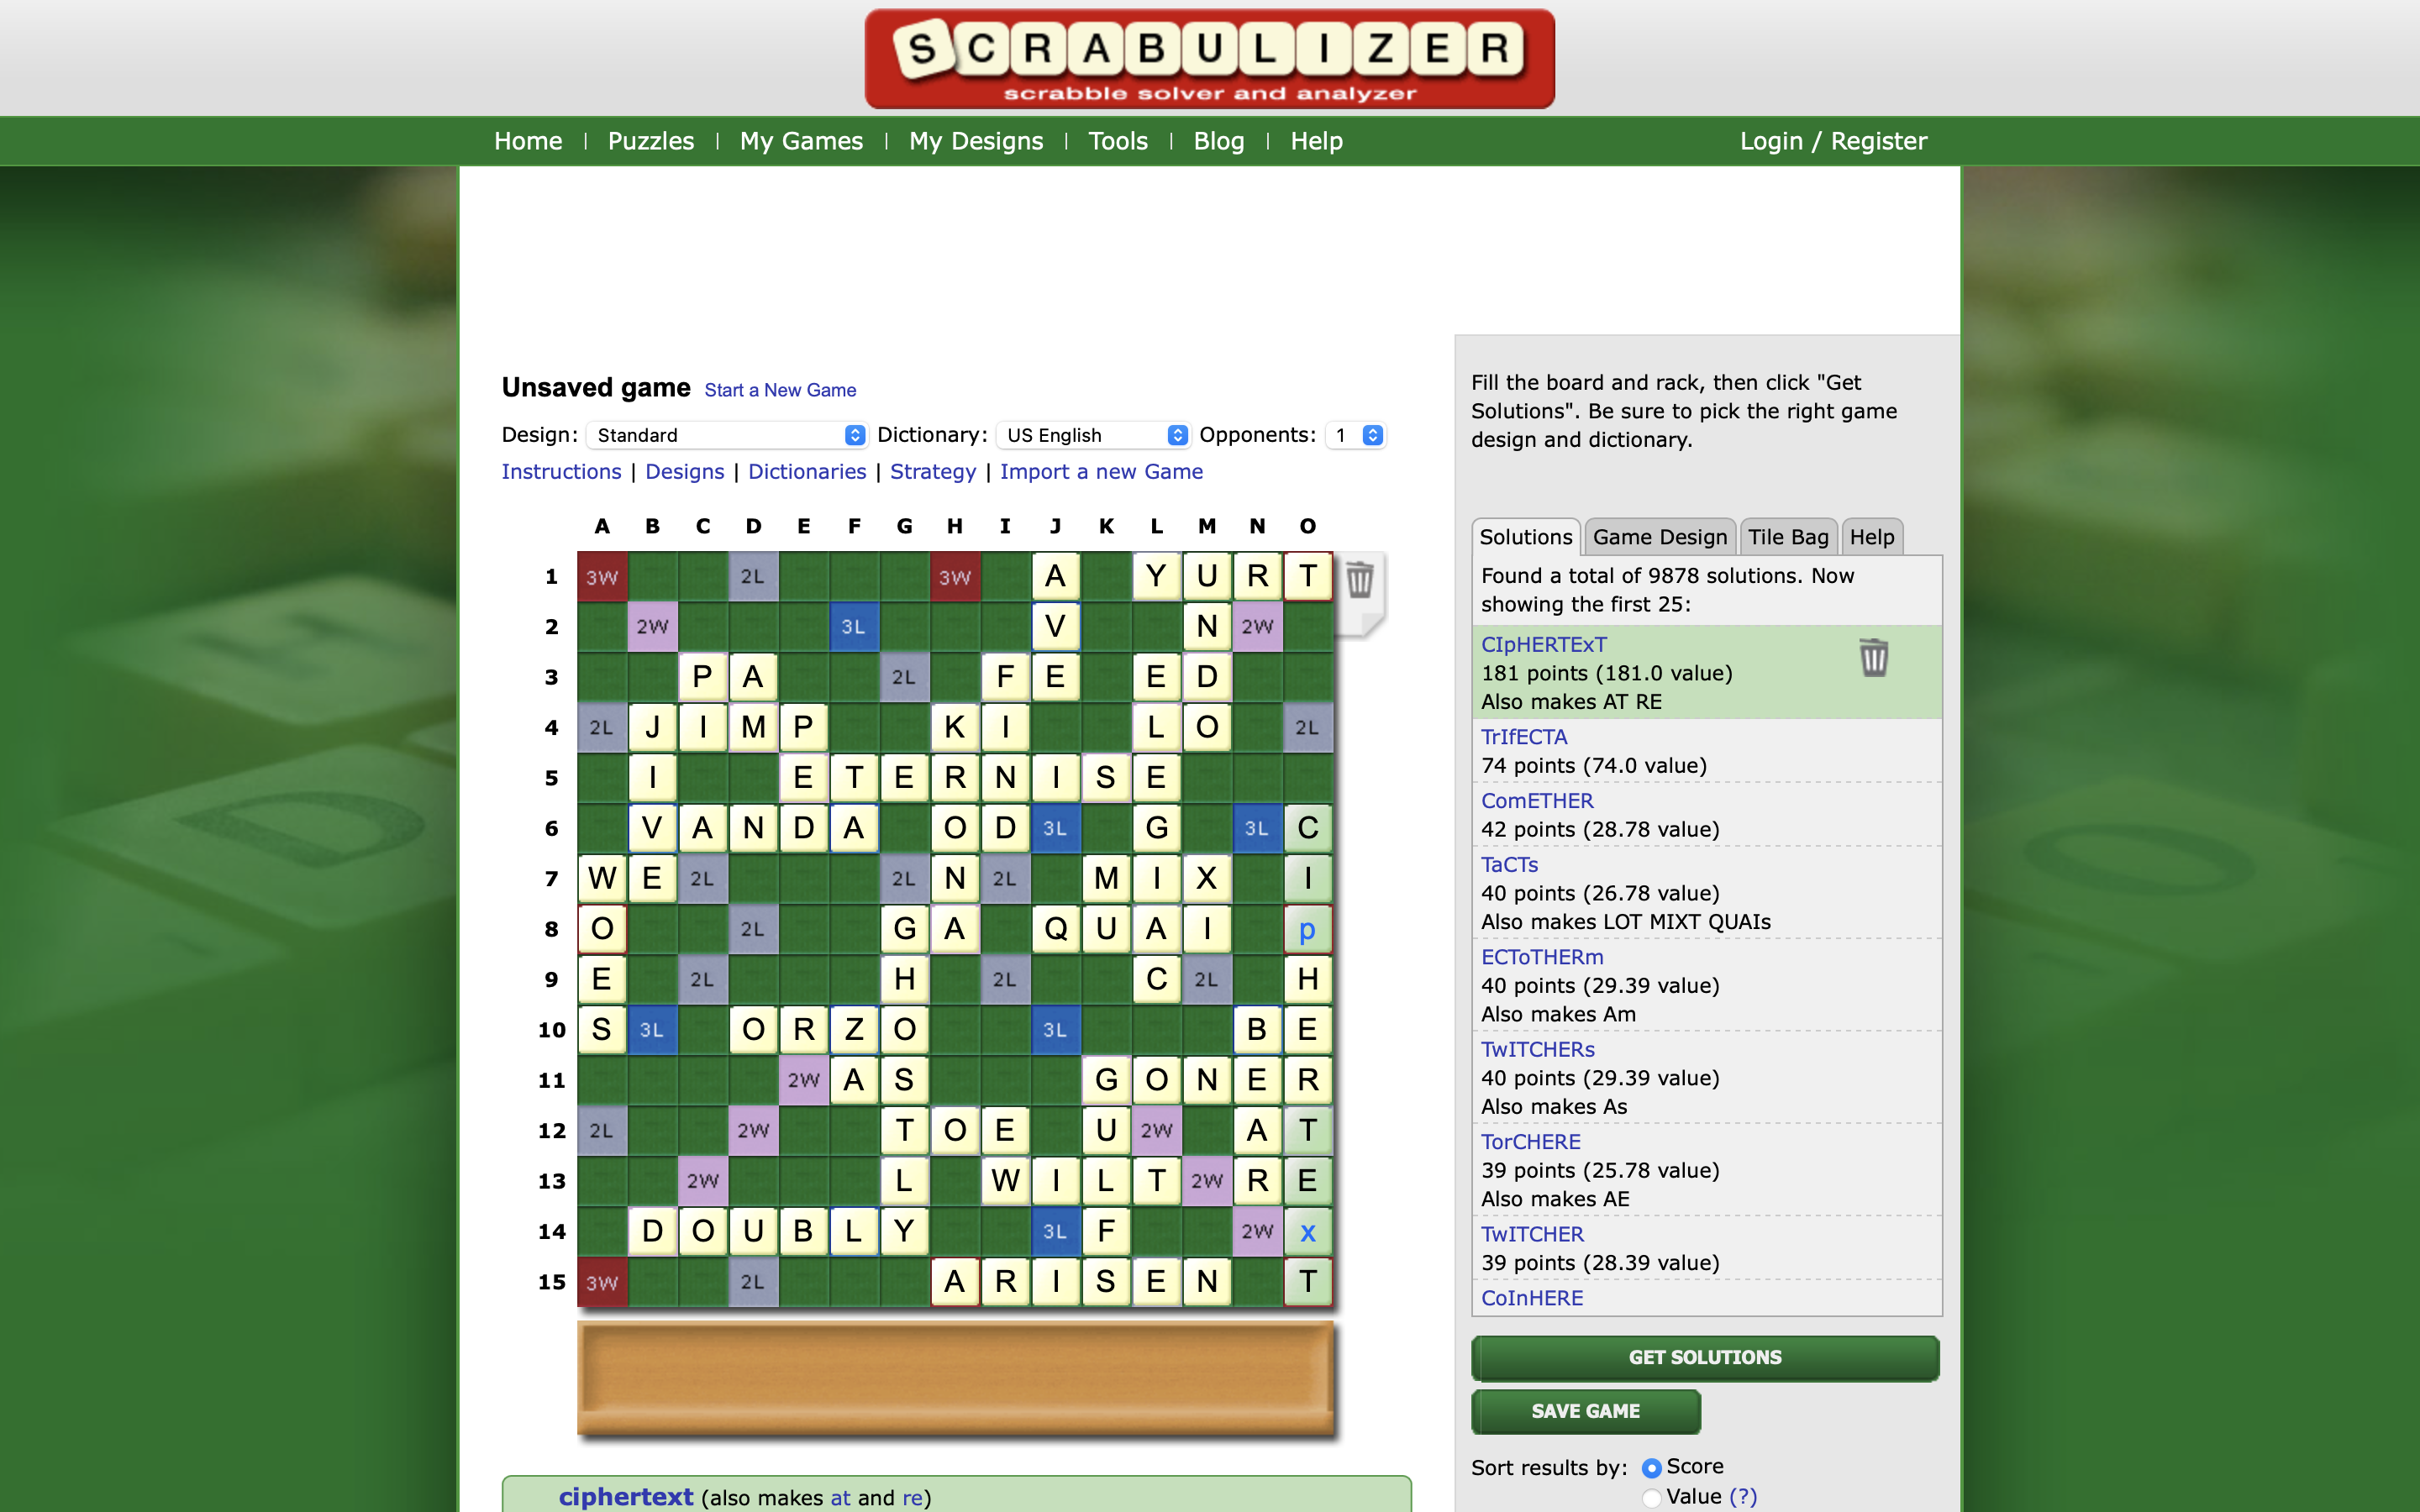 SCRABULIZER
scrabble solver and analyzer
Home | Puzzles | My Games | My Designs | Tools | Blog | Help Login / Register
Unsaved game Start a New Game
Design: Standard Dictionary: US English Opponents: 1
Instructions | Designs | Dictionaries | Strategy | Import a new Game
A B C D E F G H I J K L M N O
1 3W 2L 3W A Y U R T
2 2W 3L V N 2W
3 P A 2L F E E D
4 2L J I M P K I L O 2L
5 I E T E R N I S E
6 V A N D A O D 3L G 3L C
7 W E 2L 2L N 2L M I X I
8 O 2L G A Q U A I p
9 E 2L H 2L C 2L H
10 S 3L O R Z O 3L B E
11 2W A S G O N E R
12 2L 2W T O E U 2W A T
13 2W L W I L T 2W R E
14 D O U B L Y 3L F 2W x
15 3W 2L A R I S E N T
ciphertext (also makes at and re)
Fill the board and rack, then click "Get
Solutions". Be sure to pick the right game
design and dictionary.
Solutions Game Design Tile Bag Help
Found a total of 9878 solutions. Now
showing the first 25:
CIpHERTExT
181 points (181.0 value)
Also makes AT RE
TrIfECTA
74 points (74.0 value)
ComETHER
42 points (28.78 value)
TaCTs
40 points (26.78 value)
Also makes LOT MIXT QUAIs
ECToTHERm
40 points (29.39 value)
Also makes Am
TwITCHERs
40 points (29.39 value)
Also makes As
TorCHERE
39 points (25.78 value)
Also makes AE
TwITCHER
39 points (28.39 value)
CoInHERE
GET SOLUTIONS
SAVE GAME
Sort results by: Score
Value (?)